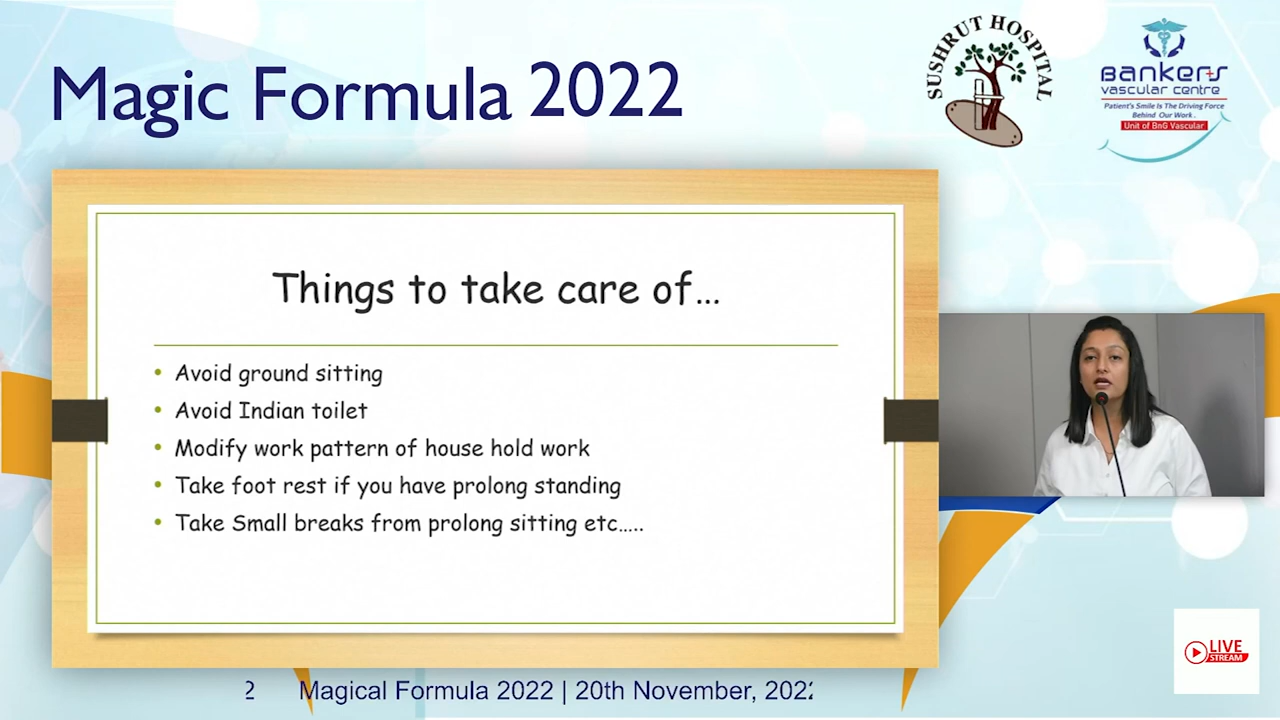 Magic Formula 2022
SUSHRUT HOSPITAL
Bankers
vascular centre
Patient's Smile Is The Driving Force
Behind Our Work.
Unit of BnG Vascular
Things to take care of...
• Avoid ground sitting
• Avoid Indian toilet
• Modify work pattern of house hold work
• Take foot rest if you have prolong standing
• Take Small breaks from prolong sitting etc.....
LIVE
STREAM
2 Magical Formula 2022 | 20th November, 2022